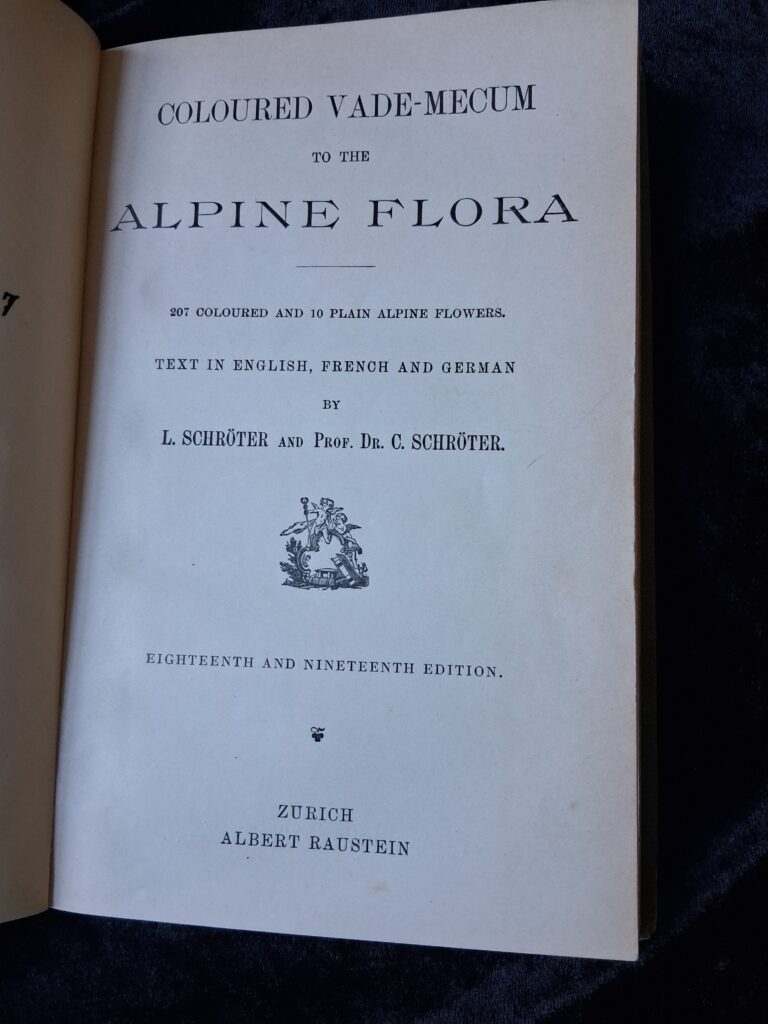 7
COLOURED VADE-MECUM
TO THE
ALPINE FLORA
207 COLOURED AND 10 PLAIN ALPINE FLOWERS.
TEXT IN ENGLISH, FRENCH AND GERMAN
BY
L. SCHRÖTER AND PROF. DR. C. SCHRÖTER.
EIGHTEENTH AND NINETEENTH EDITION.
ZURICH
ALBERT RAUSTEIN